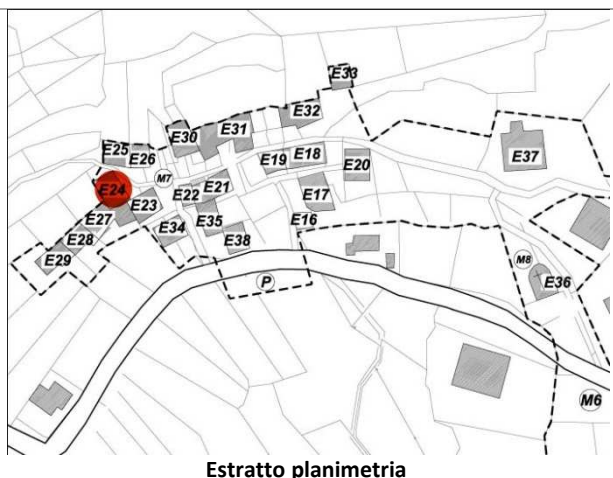 E33
E32
E30
E31
E25
E26
E19
E18
E20
E37
M7
E24
E22
E21
E17
E23
E27
E35
E16
E34
E28
E38
E29
M8
E36
P
M6
Estratto planimetria